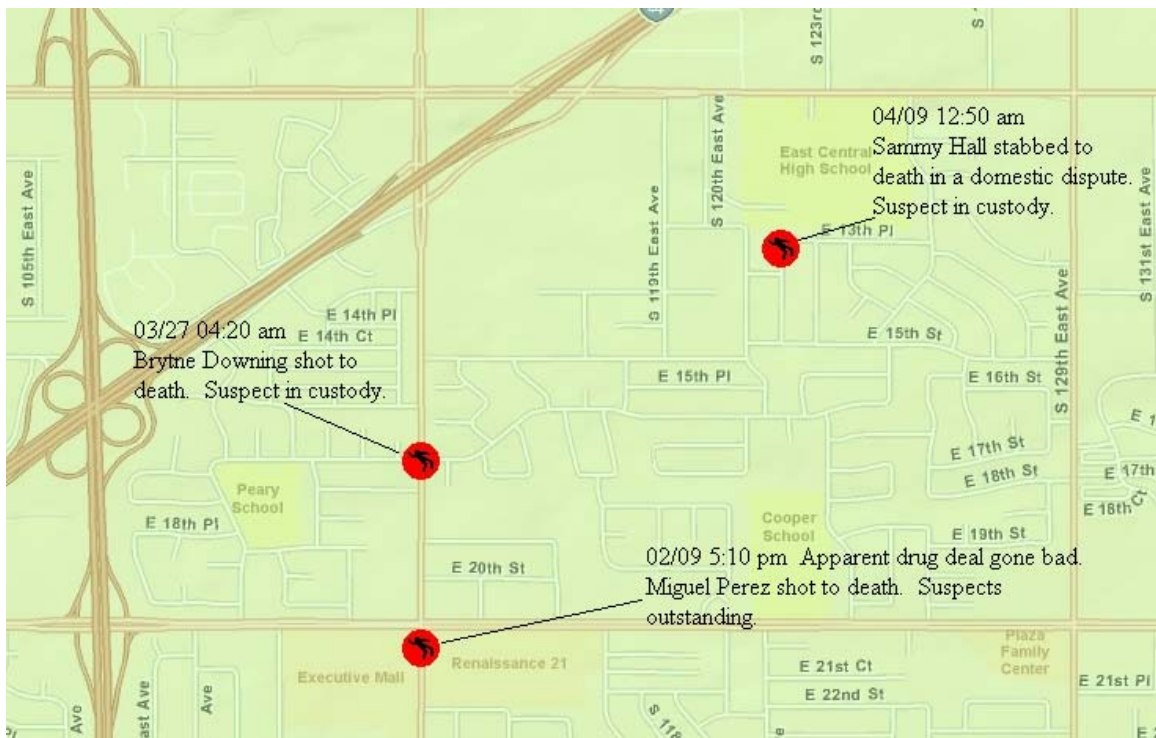 44
S 123rd
04/09 12:50 am
Sammy Hall stabbed to
death in a domestic dispute.
Suspect in custody.
East Central
High School
S 120th East Ave
S 119th East Ave
S 105th East Ave
S 131st East Ave
E 13th Pl
03/27 04:20 am
Brytne Downing shot to
death. Suspect in custody.
E 14th Pl
E 14th Ct
E 15th St
E 15th Pl
E 16th St
S 129th East Ave
E 17th St
E 17th
E 18th St
E 18th Ct
Peary
School
E 18th Pl
Cooper
School
E 19th St
02/09 5:10 pm Apparent drug deal gone bad.
Miguel Perez shot to death. Suspects
outstanding.
E 20th St
Executive Mall
Renaissance 21
Plaza
Family
Center
E 21st Ct
E 21st Pl
E 22nd St
Ave
East Ave
Ave
S 118